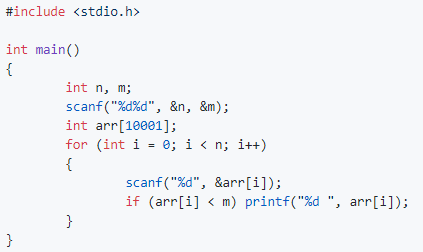 #include <stdio.h>
int main()
{
int n, m;
scanf("%d%d", &n, &m);
int arr[10001];
for (int i = 0; i < n; i++)
{
scanf("%d", &arr[i]);
if (arr[i] < m) printf("%d ", arr[i]);
}
}